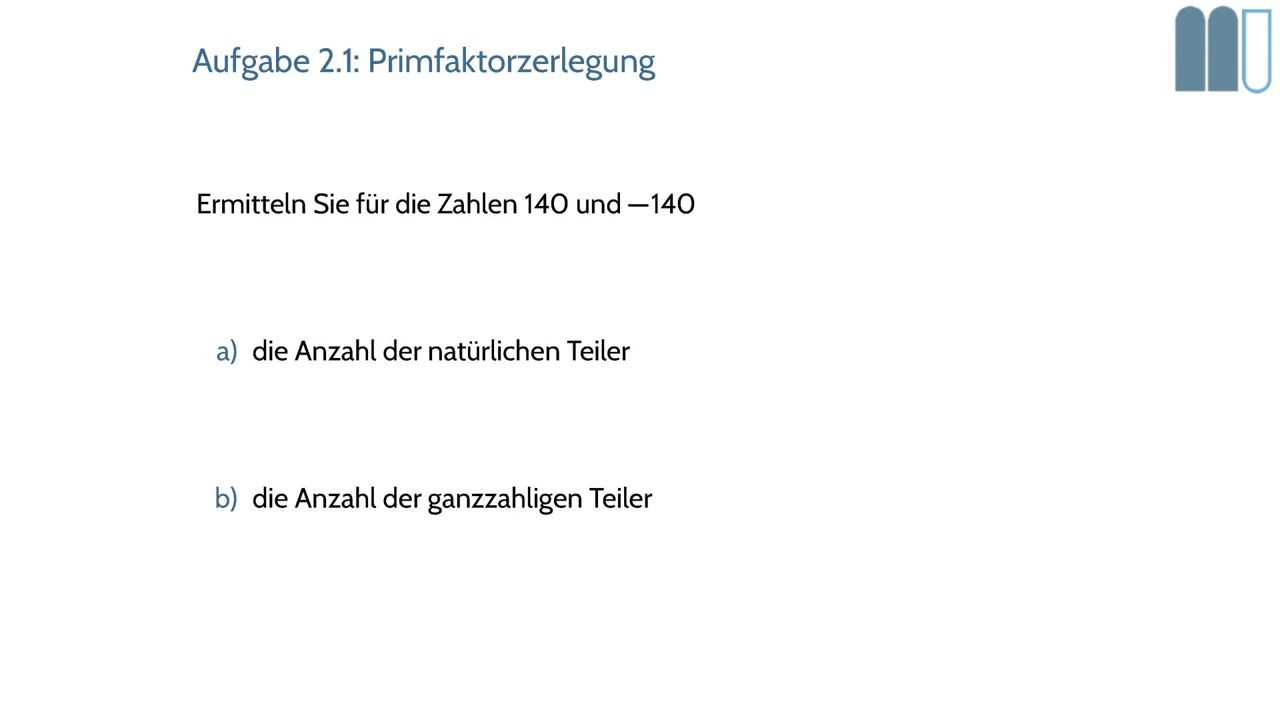 Aufgabe 2.1: Primfaktorzerlegung
Ermitteln Sie für die Zahlen 140 und —140
a) die Anzahl der natürlichen Teiler
b) die Anzahl der ganzzahligen Teiler